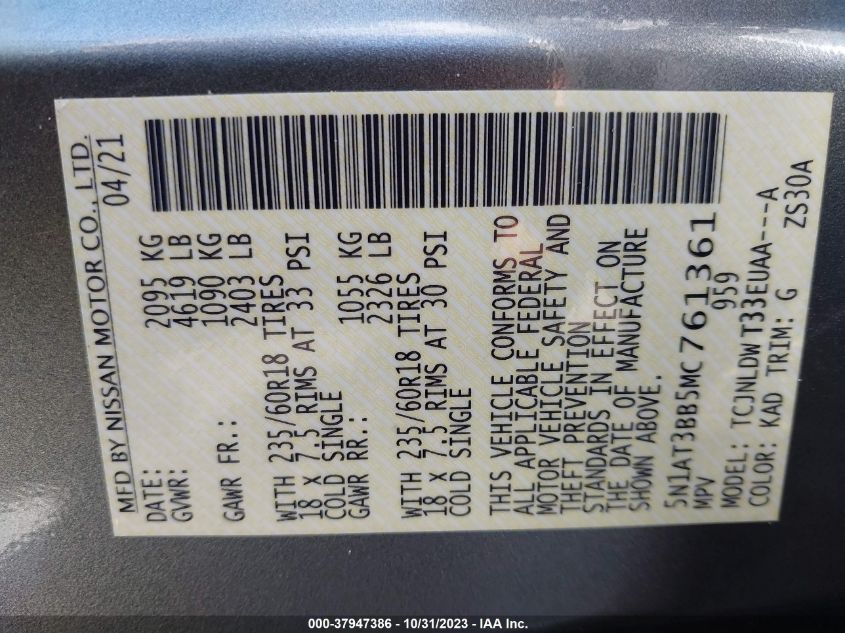 MFD BY NISSAN MOTOR CO., LTD.
DATE: 04/21
GVWR: 2095 KG
4619 LB
GAWR FR.: 1090 KG
2403 LB
WITH 235/60R18 TIRES
18 X 7.5 RIMS AT 33 PSI
COLD SINGLE
GAWR RR.: 1055 KG
2326 LB
WITH 235/60R18 TIRES
18 X 7.5 RIMS AT 30 PSI
COLD SINGLE
THIS VEHICLE CONFORMS TO
ALL APPLICABLE FEDERAL
MOTOR VEHICLE SAFETY AND
THEFT PREVENTION
STANDARDS IN EFFECT ON
THE DATE OF MANUFACTURE
SHOWN ABOVE.
5N1AT3BB5MC761361
MPV 959
MODEL: TCJNLDWT33EUAA---A
COLOR: KAD TRIM: G ZS30A
000-37947386 - 10/31/2023 - IAA Inc.